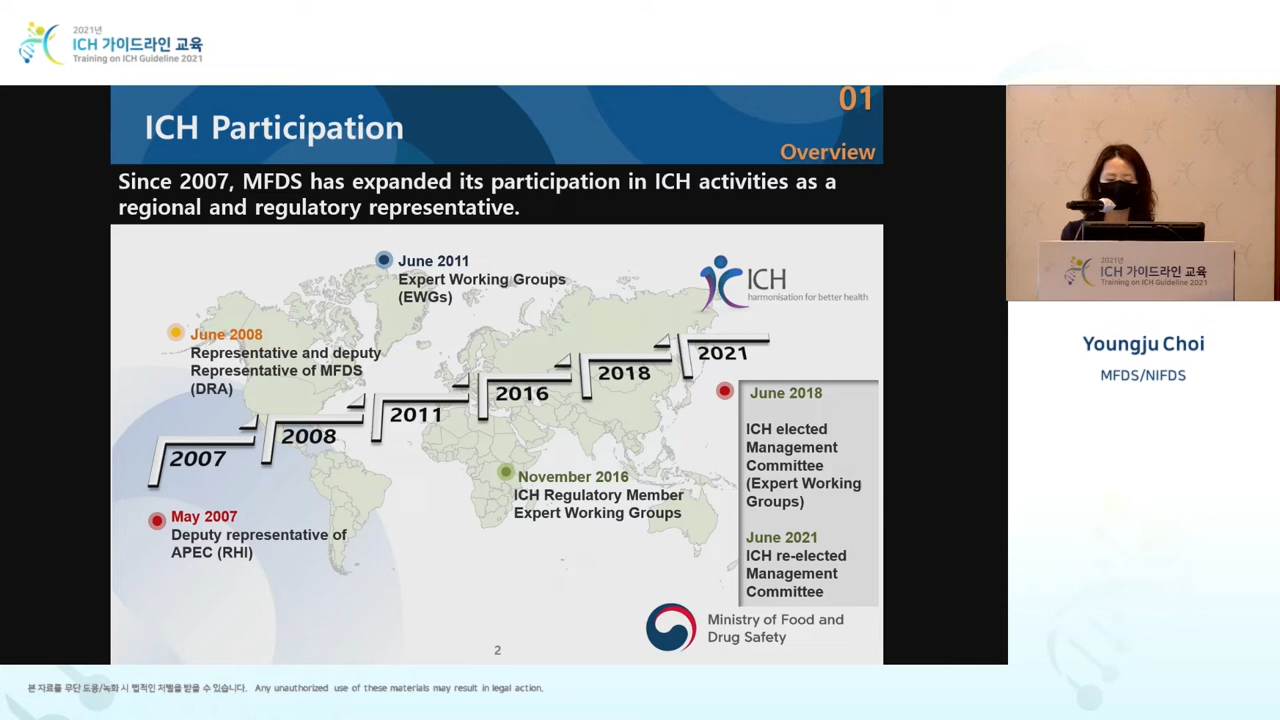 2021년
ICH 가이드라인 교육
Training on ICH Guideline 2021
01
ICH Participation
Overview
Since 2007, MFDS has expanded its participation in ICH activities as a
regional and regulatory representative.
June 2011
Expert Working Groups
(EWGs)
ICH
harmonisation for better health
June 2008
Representative and deputy
Representative of MFDS
(DRA)
2007
2008
2011
2016
2018
2021
May 2007
Deputy representative of
APEC (RHI)
November 2016
ICH Regulatory Member
Expert Working Groups
June 2018
ICH elected
Management
Committee
(Expert Working
Groups)
June 2021
ICH re-elected
Management
Committee
Ministry of Food and
Drug Safety
2
2021년
ICH 가이드라인 교육
Training on ICH Guideline 2021
Youngju Choi
MFDS/NIFDS
본 자료를 무단 도용/녹화 시 법적인 처벌을 받을 수 있습니다. Any unauthorized use of these materials may result in legal action.